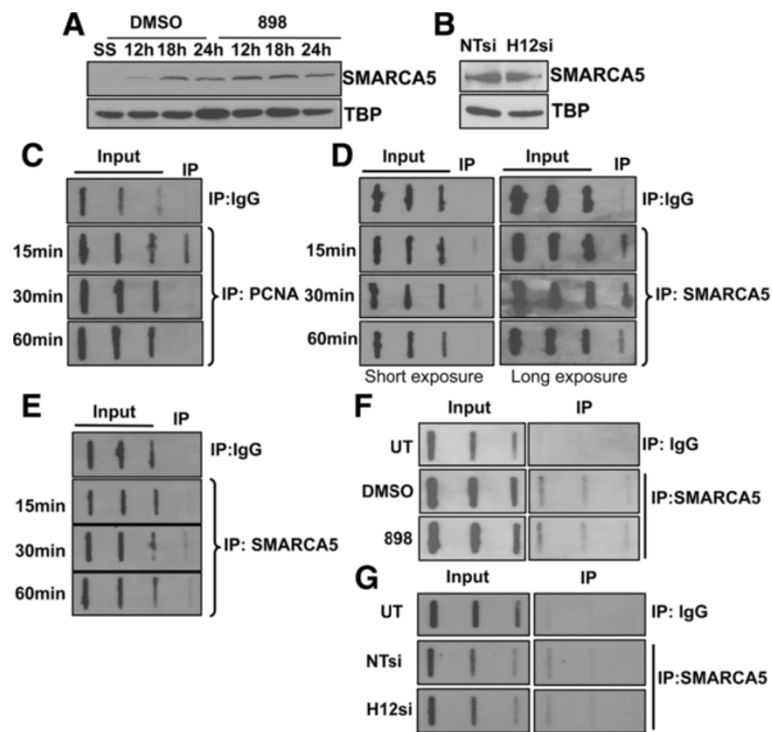 A
DMSO 898
SS 12h 18h 24h 12h 18h 24h
SMARCA5
TBP
B
NTsi H12si
SMARCA5
TBP
C
Input IP
IP:IgG
15min
30min
60min
IP: PCNA
D
Input IP Input IP
IP:IgG
15min
30min
60min
IP: SMARCA5
Short exposure Long exposure
E
Input IP
IP:IgG
15min
30min
60min
IP: SMARCA5
F
Input IP
UT
IP: IgG
DMSO
898
IP:SMARCA5
G
Input IP
UT
IP: IgG
NTsi
H12si
IP:SMARCA5